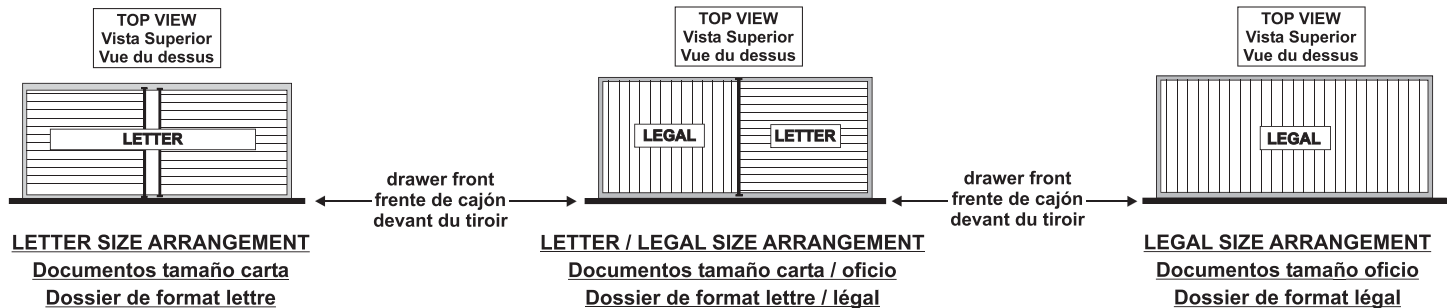 TOP VIEW
Vista Superior
Vue du dessus
LETTER
LETTER SIZE ARRANGEMENT
Documentos tamaño carta
Dossier de format lettre
drawer front
frente de cajón
devant du tiroir
TOP VIEW
Vista Superior
Vue du dessus
LEGAL
LETTER
LETTER / LEGAL SIZE ARRANGEMENT
Documentos tamaño carta / oficio
Dossier de format lettre / légal
drawer front
frente de cajón
devant du tiroir
TOP VIEW
Vista Superior
Vue du dessus
LEGAL
LEGAL SIZE ARRANGEMENT
Documentos tamaño oficio
Dossier de format légal